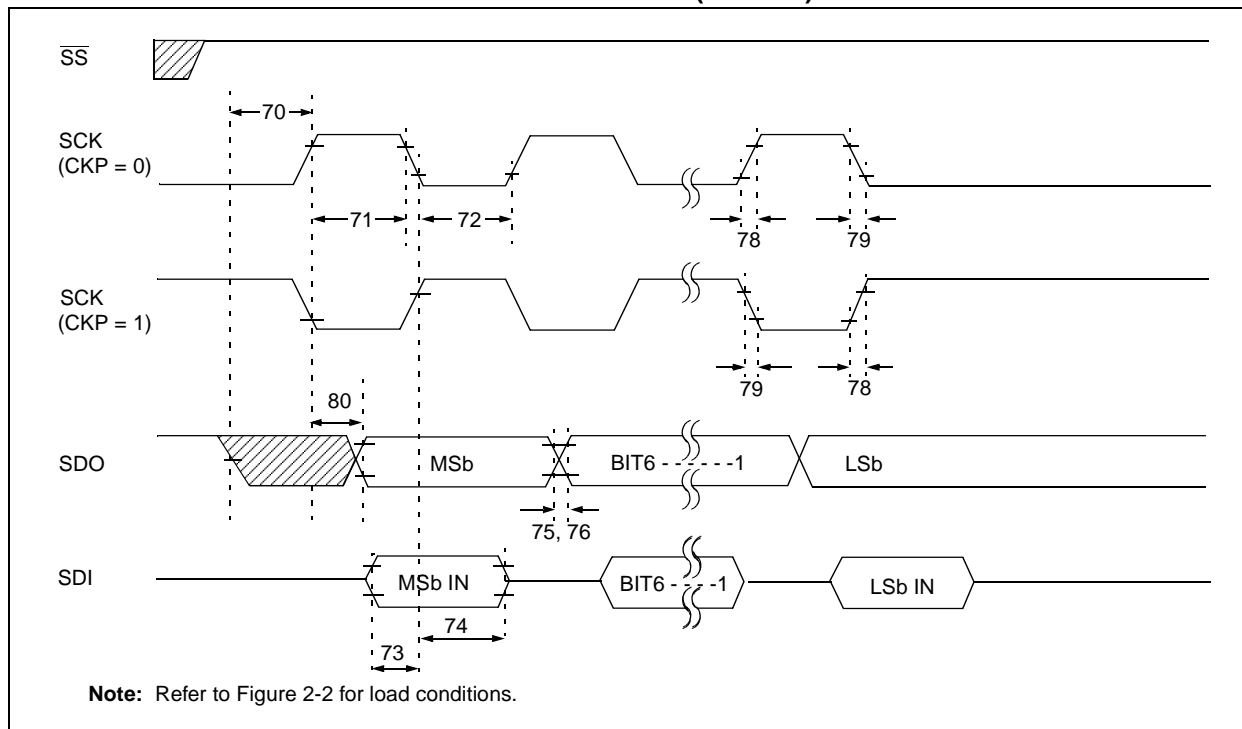 SS
70
SCK
(CKP = 0)
71
72
78
79
SCK
(CKP = 1)
79
78
80
SDO
MSb
BIT6 - - - - - -1
LSb
75, 76
SDI
MSb IN
BIT6 - - - - -1
LSb IN
74
73
Note: Refer to Figure 2-2 for load conditions.